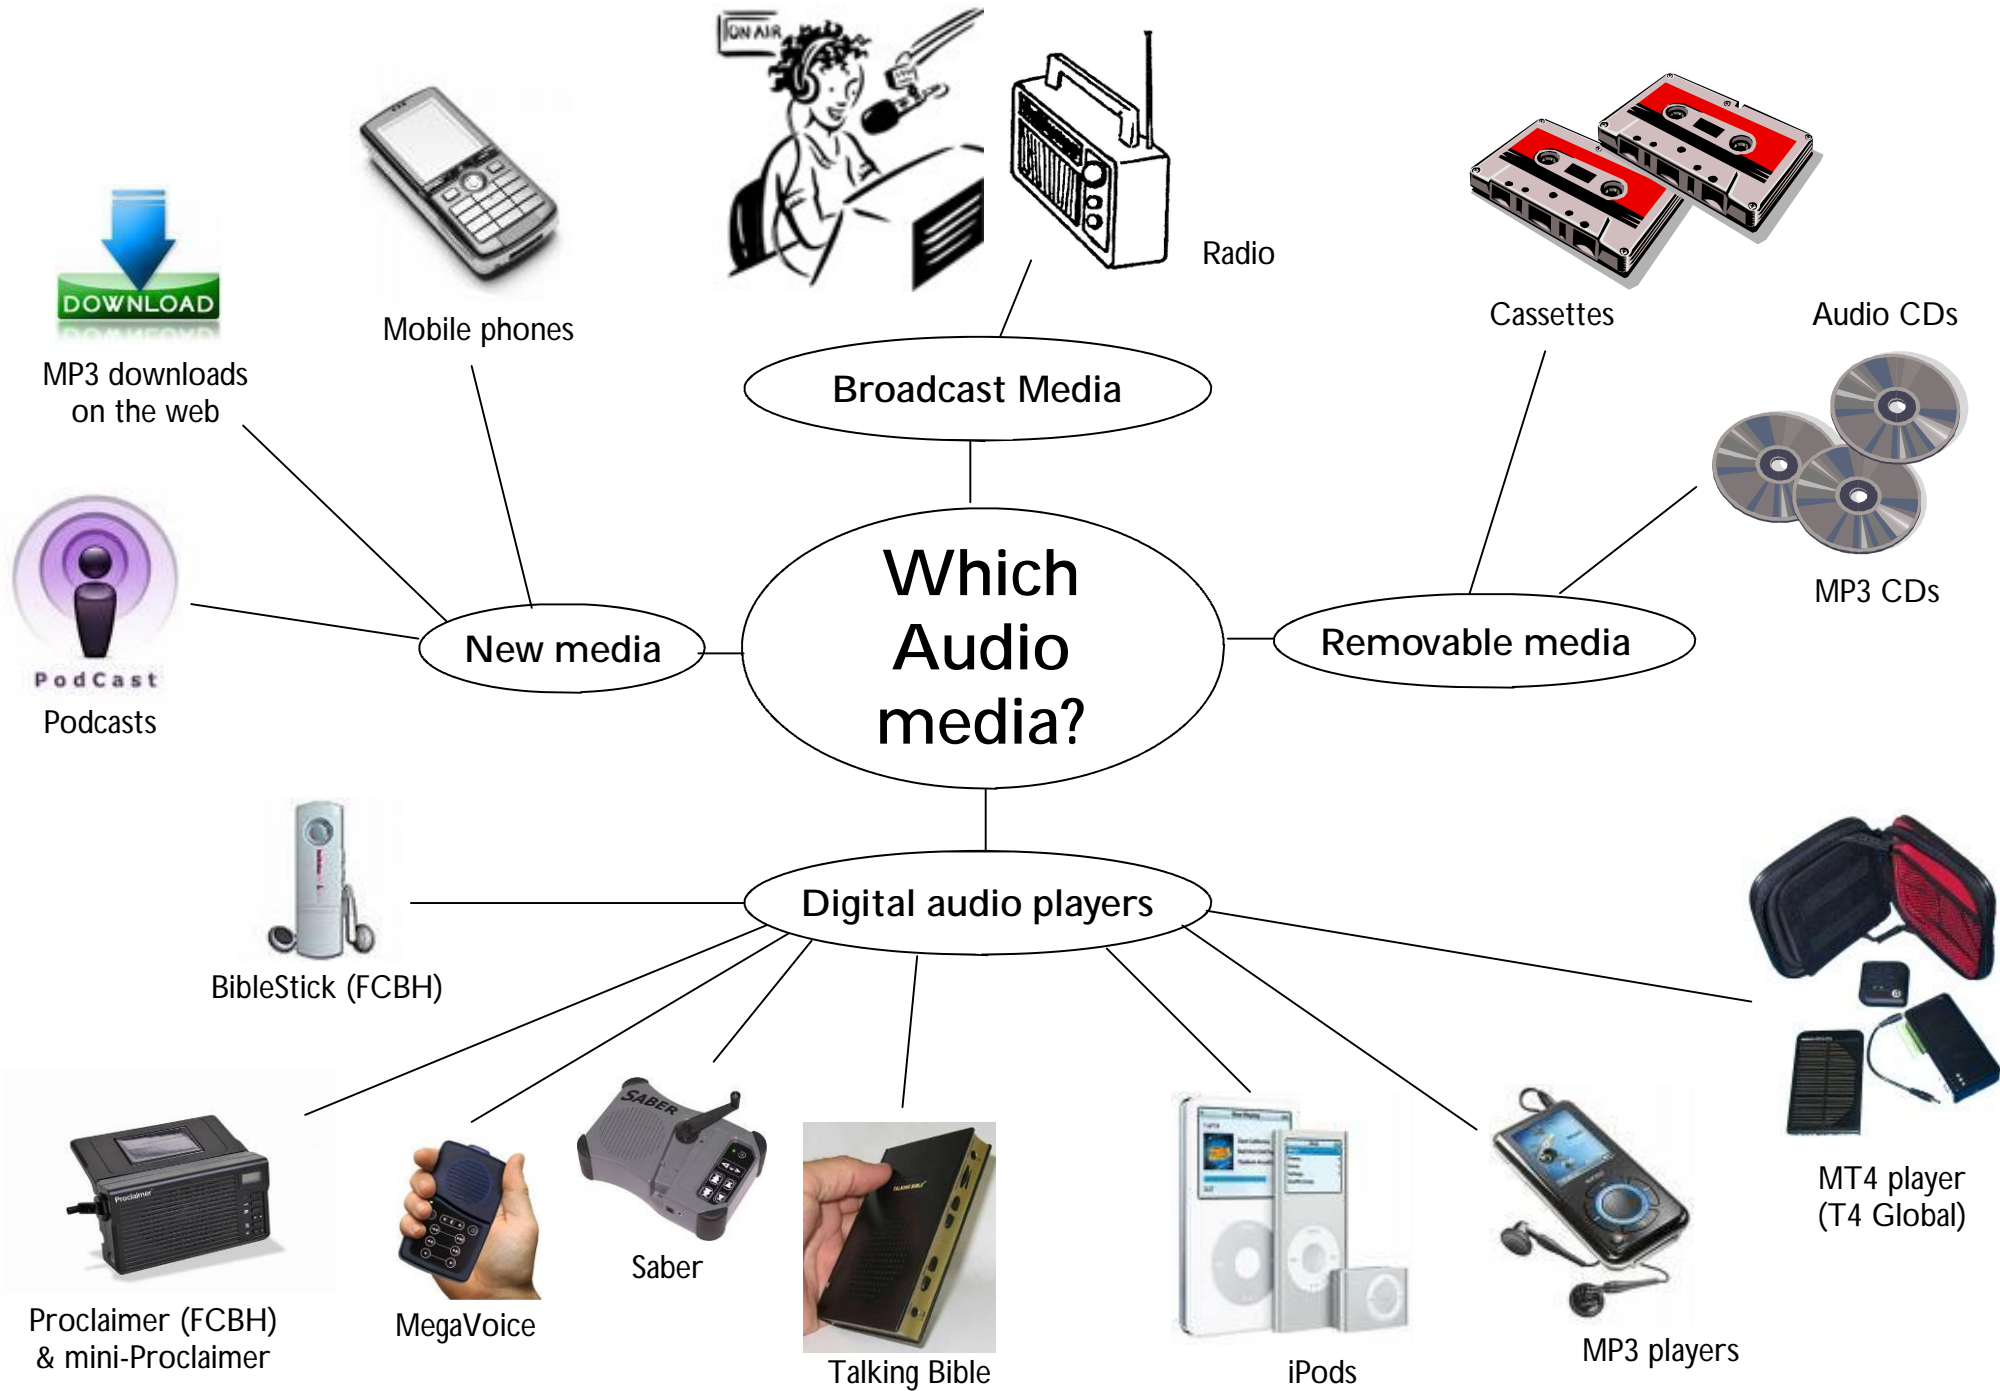 ON AIR
Radio
Cassettes
Audio CDs
DOWNLOAD
Mobile phones
MP3 downloads
on the web
Broadcast Media
MP3 CDs
Which
Audio
media?
New media
Removable media
PodCast
Podcasts
Digital audio players
BibleStick (FCBH)
SABER
Proclaimer
TALKING BIBLE
MT4 player
(T4 Global)
Saber
Proclaimer (FCBH)
& mini-Proclaimer
MegaVoice
Talking Bible
iPods
MP3 players